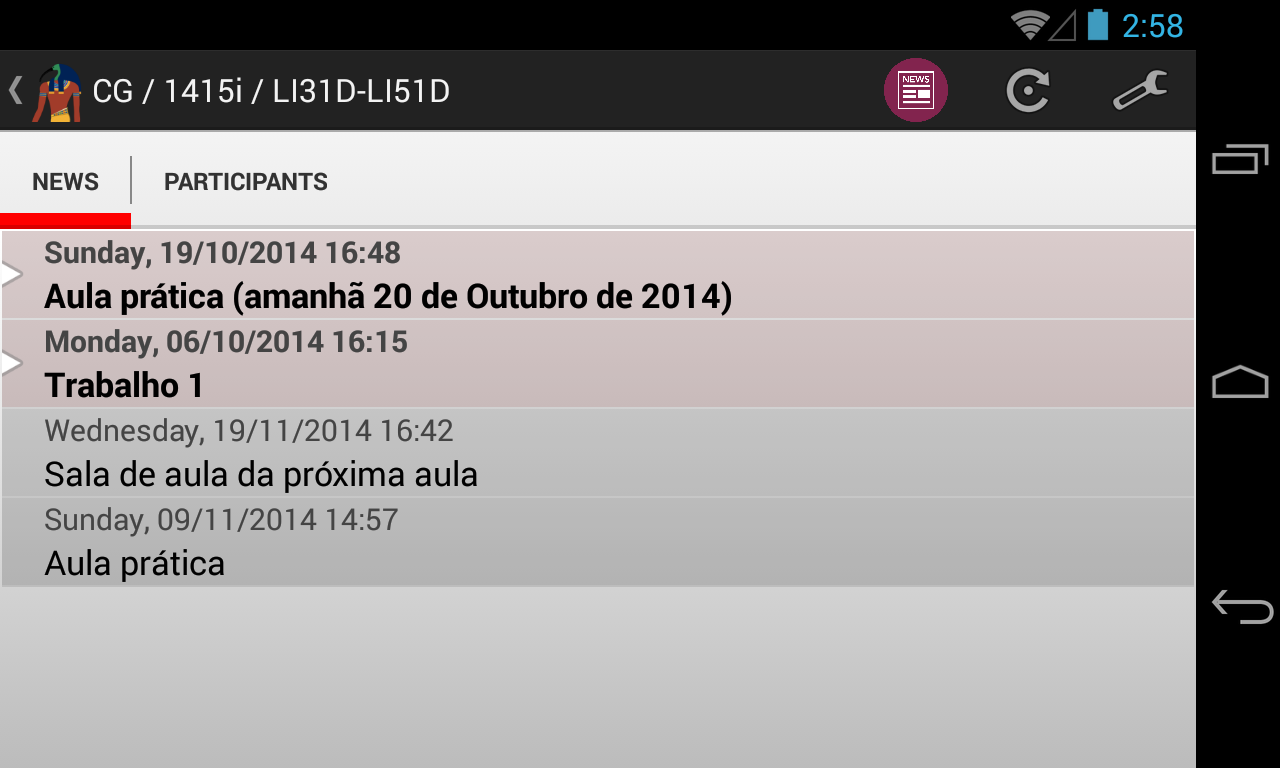 2:58
CG / 1415i / LI31D-LI51D
NEWS
NEWS
PARTICIPANTS
Sunday, 19/10/2014 16:48
Aula prática (amanhã 20 de Outubro de 2014)
Monday, 06/10/2014 16:15
Trabalho 1
Wednesday, 19/11/2014 16:42
Sala de aula da próxima aula
Sunday, 09/11/2014 14:57
Aula prática